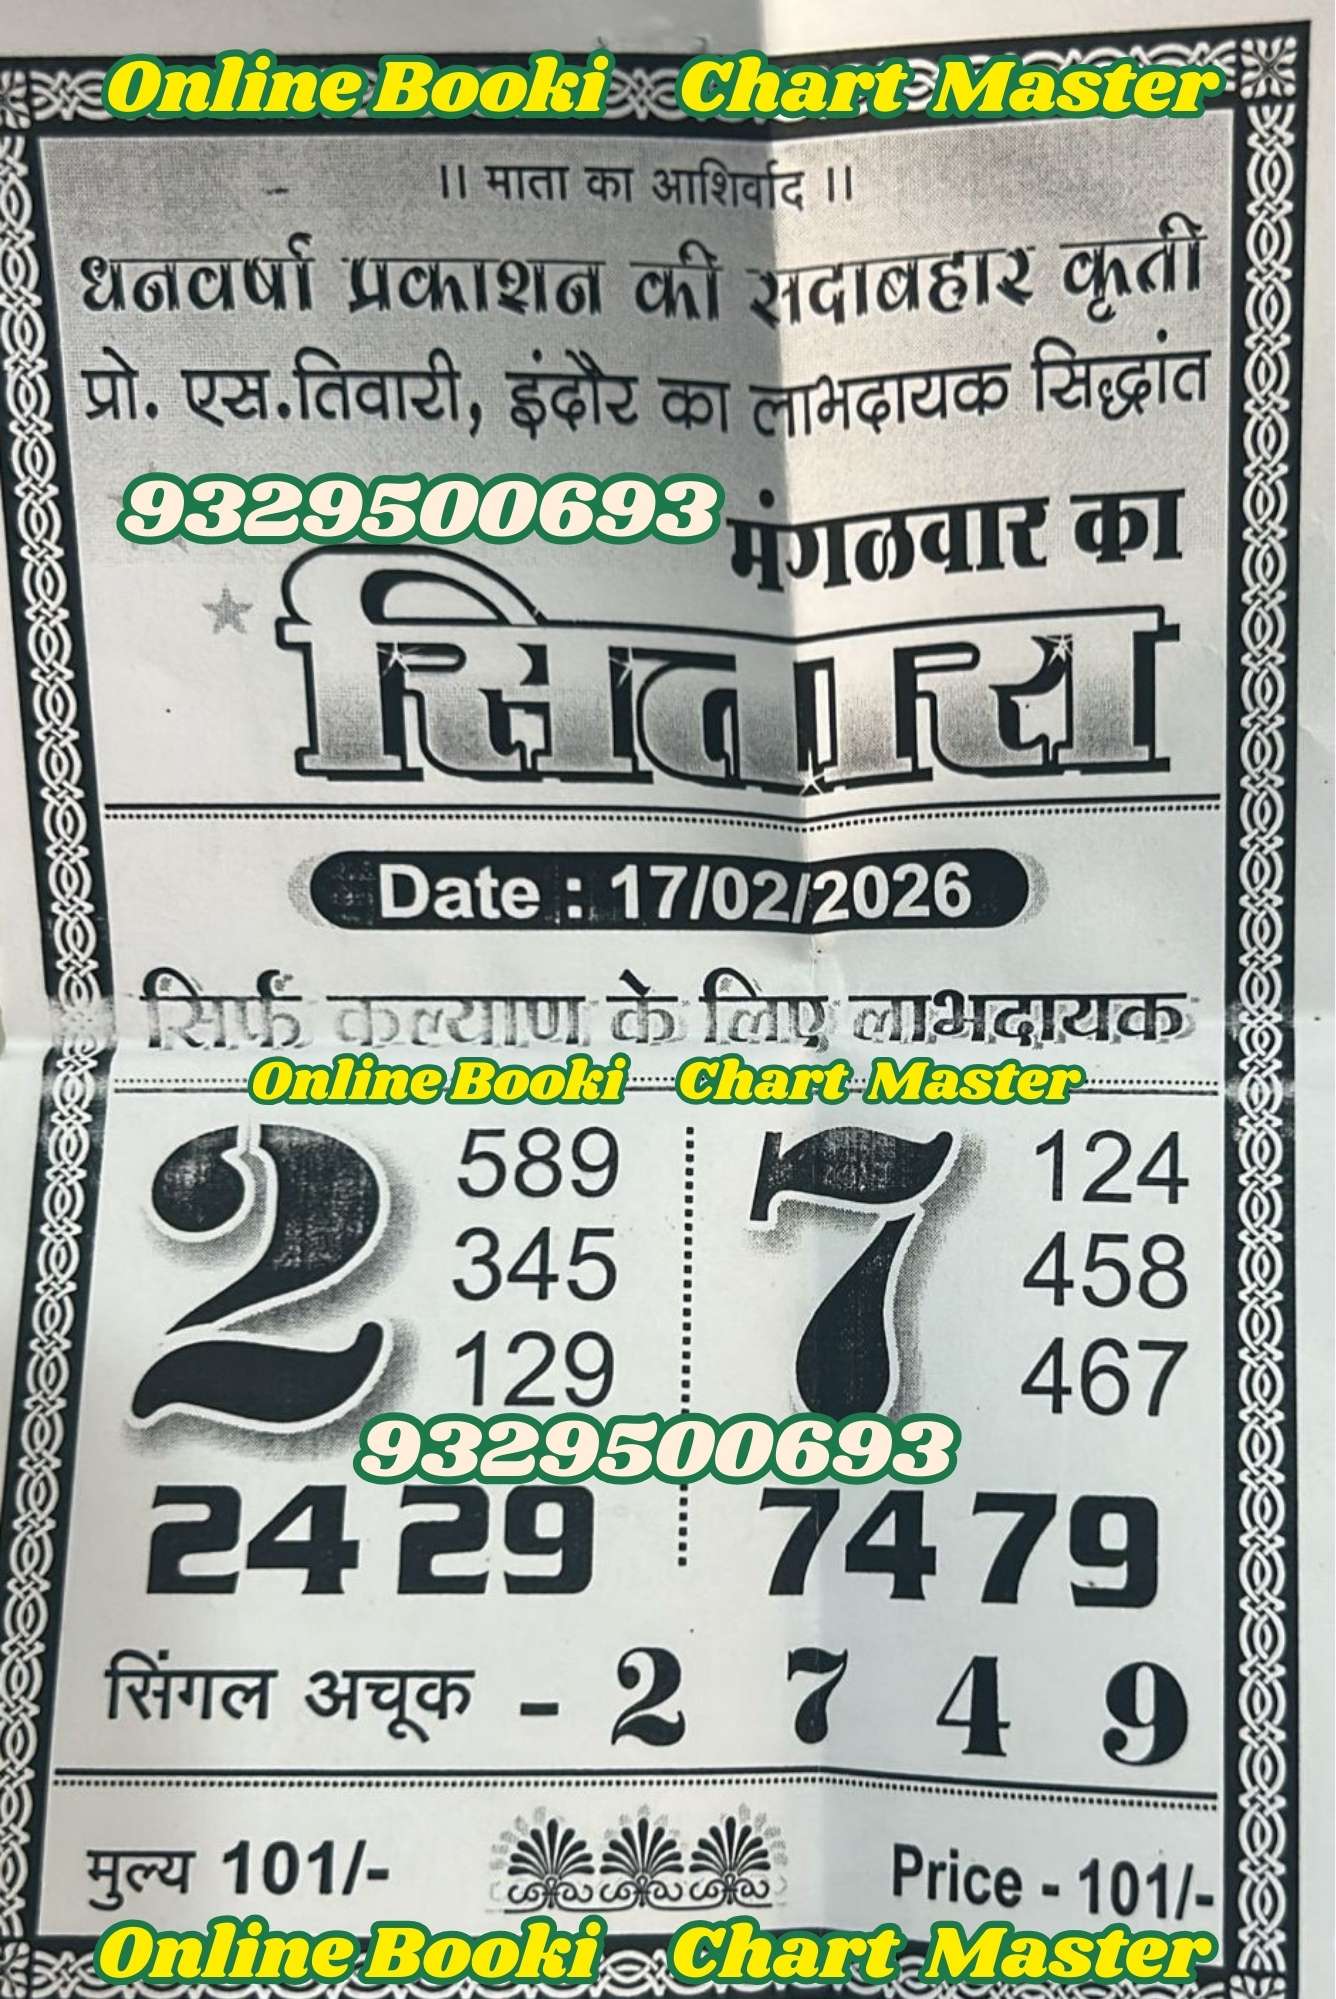 Online Booki Chart Master
।। माता का आशिर्वाद ।।
धनवर्षा प्रकाशन की सदाबहार कृती
प्रो. एस.तिवारी, इंदौर का लाभदायक सिद्धांत
9329500693
मंगळवार का
सितारा
Date : 17/02/2026
सिर्फ कल्याण के लिए लाभदायक
Online Booki Chart Master
2 589 7 124
345 458
129 467
9329500693
24 29 74 79
सिंगल अचूक - 2 7 4 9
मुल्य 101/- Price - 101/-
Online Booki Chart Master